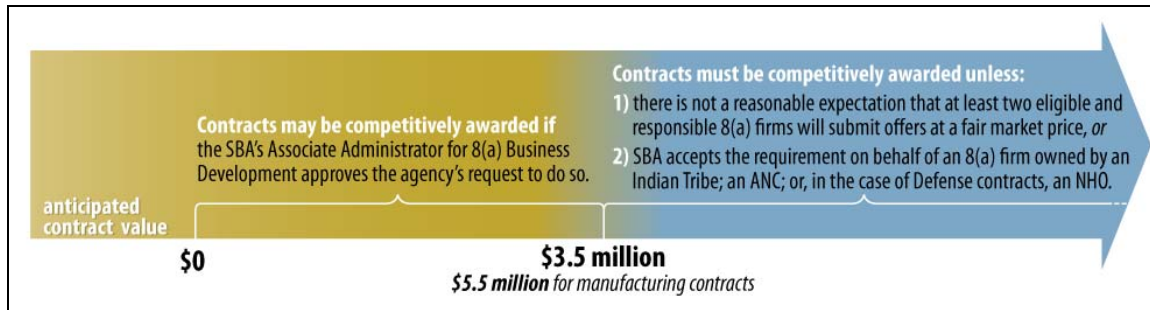 Contracts must be competitively awarded unless:
1) there is not a reasonable expectation that at least two eligible and
responsible 8(a) firms will submit offers at a fair market price, or
2) SBA accepts the requirement on behalf of an 8(a) firm owned by an
Indian Tribe; an ANC; or, in the case of Defense contracts, an NHO.
Contracts may be competitively awarded if
the SBA's Associate Administrator for 8(a) Business
Development approves the agency's request to do so.
anticipated
contract value
$0
$3.5 million
$5.5 million for manufacturing contracts